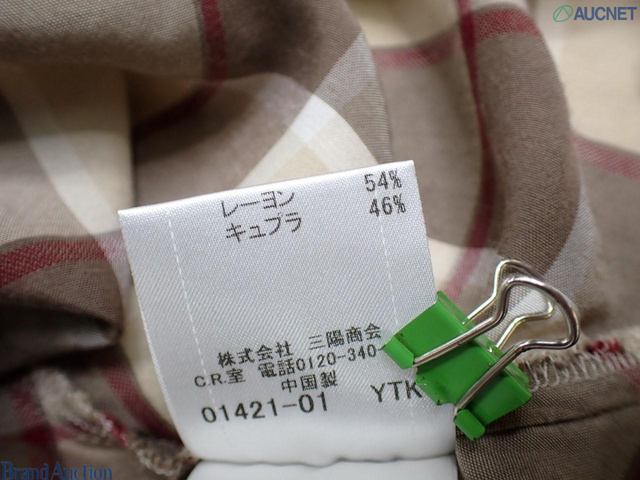 AUCNET
レーヨン 54%
キュプラ 46%
株式会社 三陽商会
C.R.室 電話0120-340-
中国製
01421-01 YTK
Brand Auction